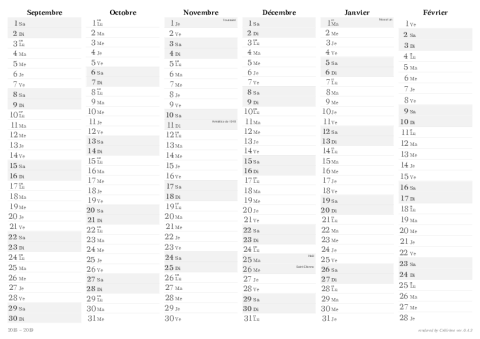 Septembre
1 Sa
2 Di
3 Lu
4 Ma
5 Me
6 Je
7 Ve
8 Sa
9 Di
10 Lu
11 Ma
12 Me
13 Je
14 Ve
15 Sa
16 Di
17 Lu
18 Ma
19 Me
20 Je
21 Ve
22 Sa
23 Di
24 Lu
25 Ma
26 Me
27 Je
28 Ve
29 Sa
30 Di
Octobre
1 Lu
2 Ma
3 Me
4 Je
5 Ve
6 Sa
7 Di
8 Lu
9 Ma
10 Me
11 Je
12 Ve
13 Sa
14 Di
15 Lu
16 Ma
17 Me
18 Je
19 Ve
20 Sa
21 Di
22 Lu
23 Ma
24 Me
25 Je
26 Ve
27 Sa
28 Di
29 Lu
30 Ma
31 Me
Novembre
1 Je
2 Ve
3 Sa
4 Di
5 Lu
6 Ma
7 Me
8 Je
9 Ve
10 Sa
11 Di
12 Lu
13 Ma
14 Me
15 Je
16 Ve
17 Sa
18 Di
19 Lu
20 Ma
21 Me
22 Je
23 Ve
24 Sa
25 Di
26 Lu
27 Ma
28 Me
29 Je
30 Ve
Décembre
1 Sa
2 Di
3 Lu
4 Ma
5 Me
6 Je
7 Ve
8 Sa
9 Di
10 Lu
11 Ma
12 Me
13 Je
14 Ve
15 Sa
16 Di
17 Lu
18 Ma
19 Me
20 Je
21 Ve
22 Sa
23 Di
24 Lu
25 Ma
26 Me
27 Je
28 Ve
29 Sa
30 Di
31 Lu
Janvier
1 Ma
2 Me
3 Je
4 Ve
5 Sa
6 Di
7 Lu
8 Ma
9 Me
10 Je
11 Ve
12 Sa
13 Di
14 Lu
15 Ma
16 Me
17 Je
18 Ve
19 Sa
20 Di
21 Lu
22 Ma
23 Me
24 Je
25 Ve
26 Sa
27 Di
28 Lu
29 Ma
30 Me
31 Je
Février
1 Ve
2 Sa
3 Di
4 Lu
5 Ma
6 Me
7 Je
8 Ve
9 Sa
10 Di
11 Lu
12 Ma
13 Me
14 Je
15 Ve
16 Sa
17 Di
18 Lu
19 Ma
20 Me
21 Je
22 Ve
23 Sa
24 Di
25 Lu
26 Ma
27 Me
28 Je
2018 - 2019